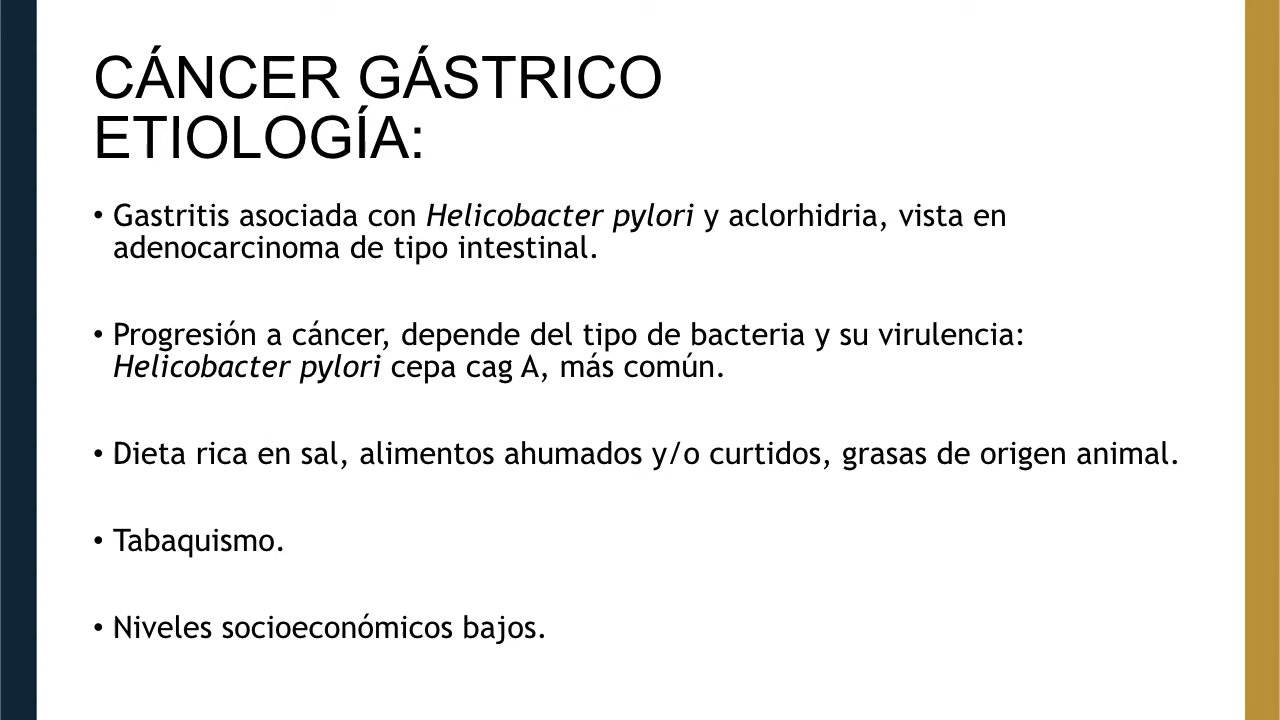 CÁNCER GÁSTRICO
ETIOLOGÍA:
• Gastritis asociada con Helicobacter pylori y aclorhidria, vista en
adenocarcinoma de tipo intestinal.
• Progresión a cáncer, depende del tipo de bacteria y su virulencia:
Helicobacter pylori cepa cag A, más común.
• Dieta rica en sal, alimentos ahumados y/o curtidos, grasas de origen animal.
• Tabaquismo.
• Niveles socioeconómicos bajos.